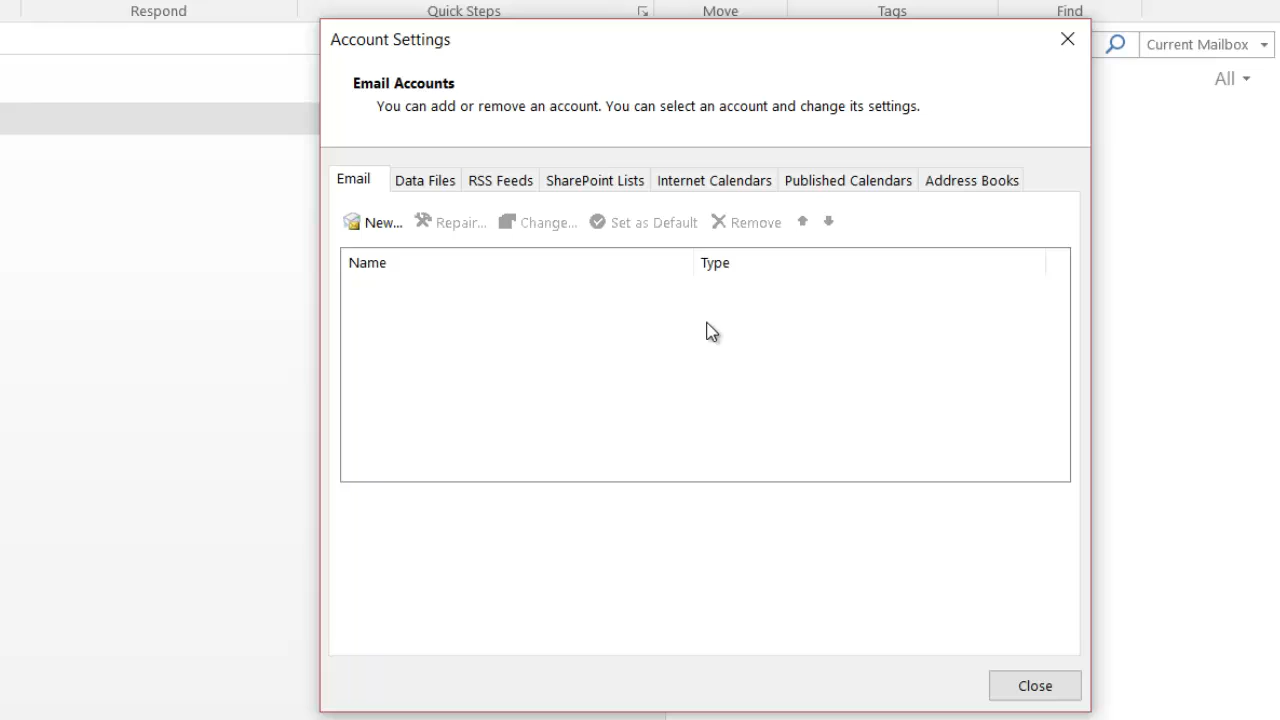 Respond Quick Steps Move Tags Find
Account Settings
Current Mailbox
All
Email Accounts
You can add or remove an account. You can select an account and change its settings.
Email Data Files RSS Feeds SharePoint Lists Internet Calendars Published Calendars Address Books
New... Repair... Change... Set as Default Remove
Name Type
Close